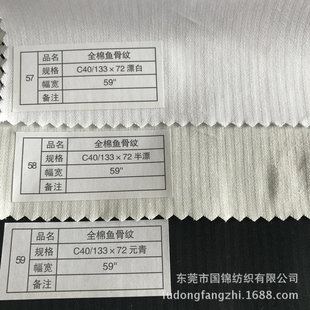 57
品名 全棉鱼骨纹
规格 C40/133×72 漂白
幅宽 59"
备注
58
品名 全棉鱼骨纹
规格 C40/133×72 半漂
幅宽 59"
备注
59
品名 全棉鱼骨纹
规格 C40/133×72 元青
幅宽 59"
备注
东莞市国锦纺织有限公司
fudongfangzhi.1688.com